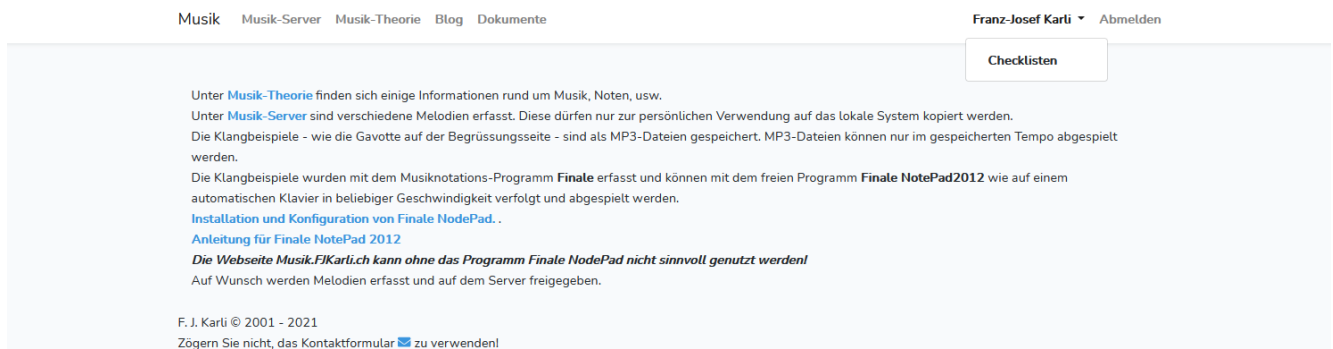 Musik Musik-Server Musik-Theorie Blog Dokumente Franz-Josef Karli Abmelden
Checklisten
Unter Musik-Theorie finden sich einige Informationen rund um Musik, Noten, usw.
Unter Musik-Server sind verschiedene Melodien erfasst. Diese dürfen nur zur persönlichen Verwendung auf das lokale System kopiert werden.
Die Klangbeispiele - wie die Gavotte auf der Begrüssungsseite - sind als MP3-Dateien gespeichert. MP3-Dateien können nur im gespeicherten Tempo abgespielt
werden.
Die Klangbeispiele wurden mit dem Musiknotations-Programm Finale erfasst und können mit dem freien Programm Finale NotePad2012 wie auf einem
automatischen Klavier in beliebiger Geschwindigkeit verfolgt und abgespielt werden.
Installation und Konfiguration von Finale NodePad. .
Anleitung für Finale NotePad 2012
Die Webseite Musik.FJKarli.ch kann ohne das Programm Finale NodePad nicht sinnvoll genutzt werden!
Auf Wunsch werden Melodien erfasst und auf dem Server freigegeben.
F. J. Karli © 2001 - 2021
Zögern Sie nicht, das Kontaktformular zu verwenden!